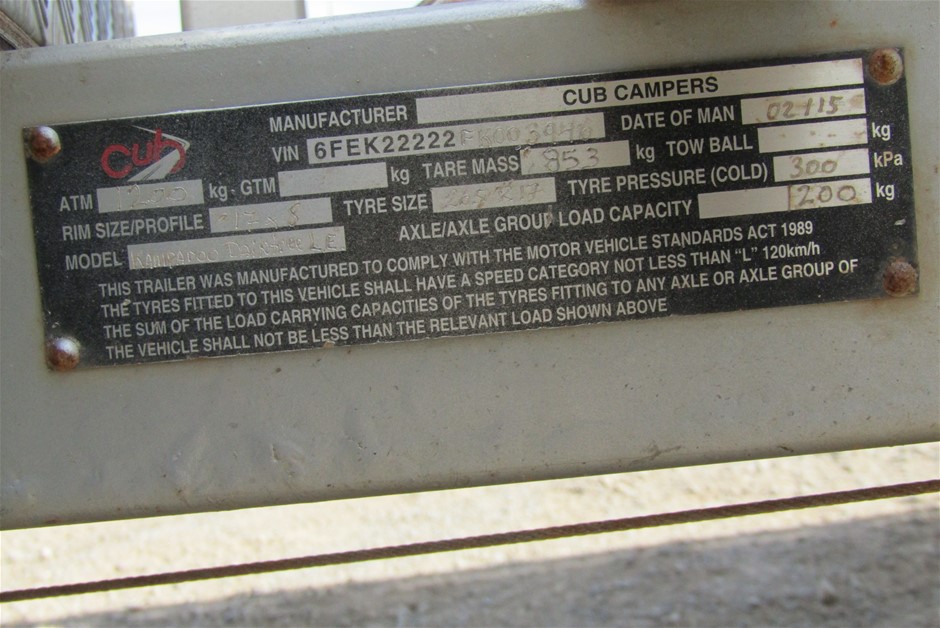 cub
MANUFACTURER CUB CAMPERS
VIN 6FEK22222 DATE OF MAN 02/15
ATM kg - GTM kg TARE MASS 853 kg TOW BALL kg
RIM SIZE/PROFILE TYRE SIZE TYRE PRESSURE (COLD) 300 kPa
MODEL LE AXLE/AXLE GROUP LOAD CAPACITY 1200 kg
THIS TRAILER WAS MANUFACTURED TO COMPLY WITH THE MOTOR VEHICLE STANDARDS ACT 1989
THE TYRES FITTED TO THIS VEHICLE SHALL HAVE A SPEED CATEGORY NOT LESS THAN "L" 120km/h
THE SUM OF THE LOAD CARRYING CAPACITIES OF THE TYRES FITTING TO ANY AXLE OR AXLE GROUP OF
THE VEHICLE SHALL NOT BE LESS THAN THE RELEVANT LOAD SHOWN ABOVE